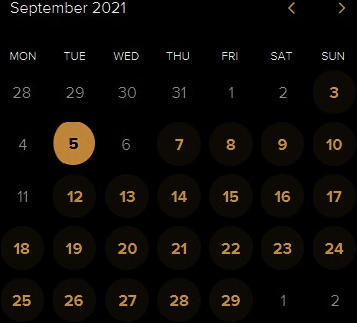 September 2021
MON TUE WED THU FRI SAT SUN
28 29 30 31 1 2 3
4 5 6 7 8 9 10
11 12 13 14 15 16 17
18 19 20 21 22 23 24
25 26 27 28 29 1 2